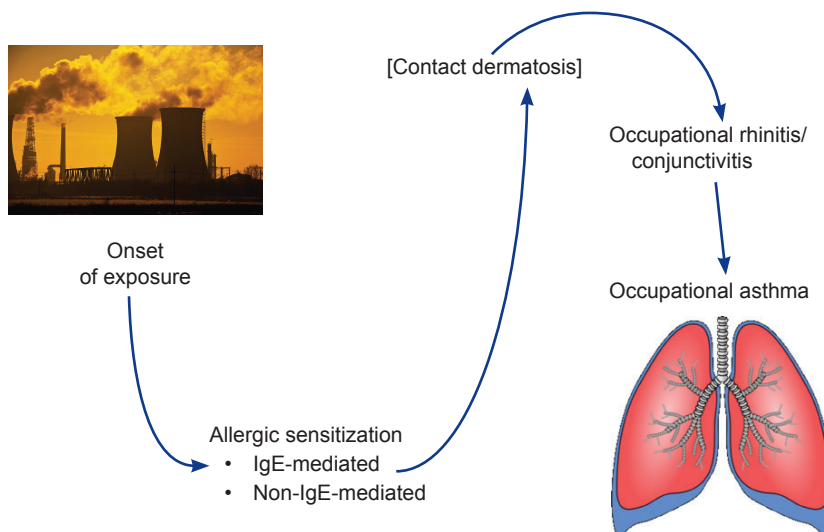 Onset
of exposure
Allergic sensitization
• IgE-mediated
• Non-IgE-mediated
[Contact dermatosis]
Occupational rhinitis/
conjunctivitis
Occupational asthma